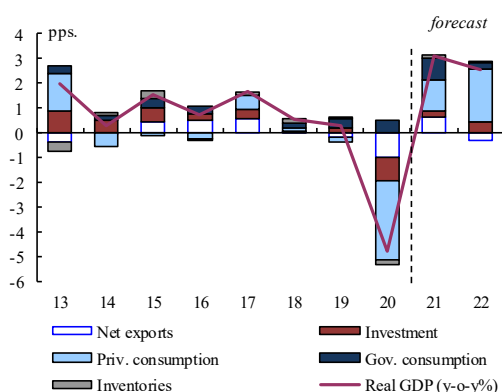 forecast
pps.
4
3
2
1
0
-1
-2
-3
-4
-5
-6
13 14 15 16 17 18 19 20 21 22
Net exports Investment
Priv. consumption Gov. consumption
Inventories Real GDP (y-o-y%)